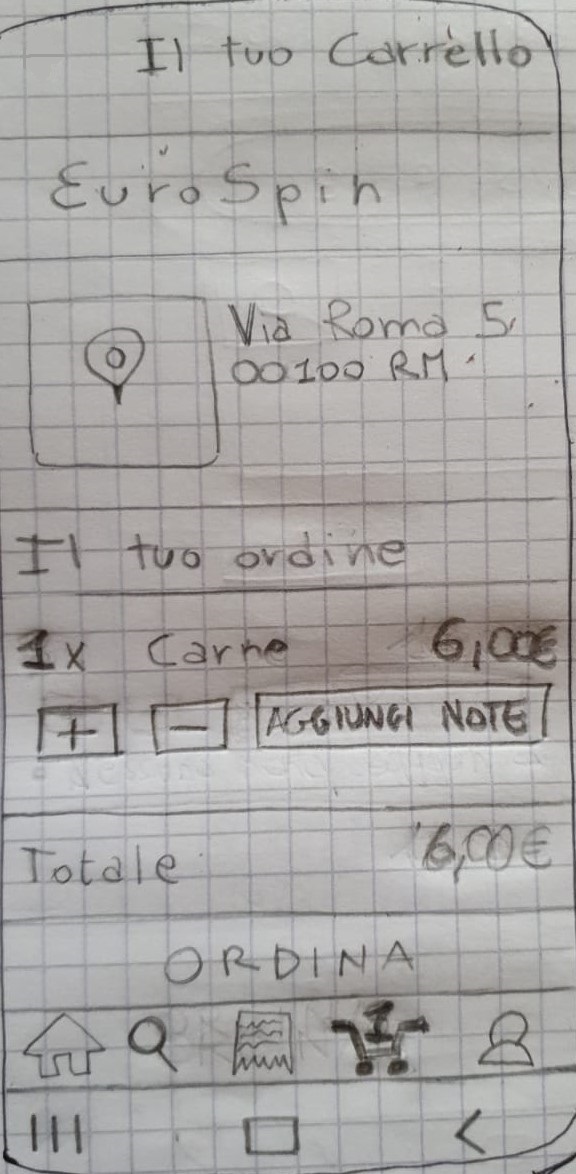 Il tuo Carrello
EuroSpin
Via Roma 5,
00100 RM.
Il tuo ordine
1x Carne 6,00€
+ - AGGIUNGI NOTE
Totale 6,00€
ORDINA
1